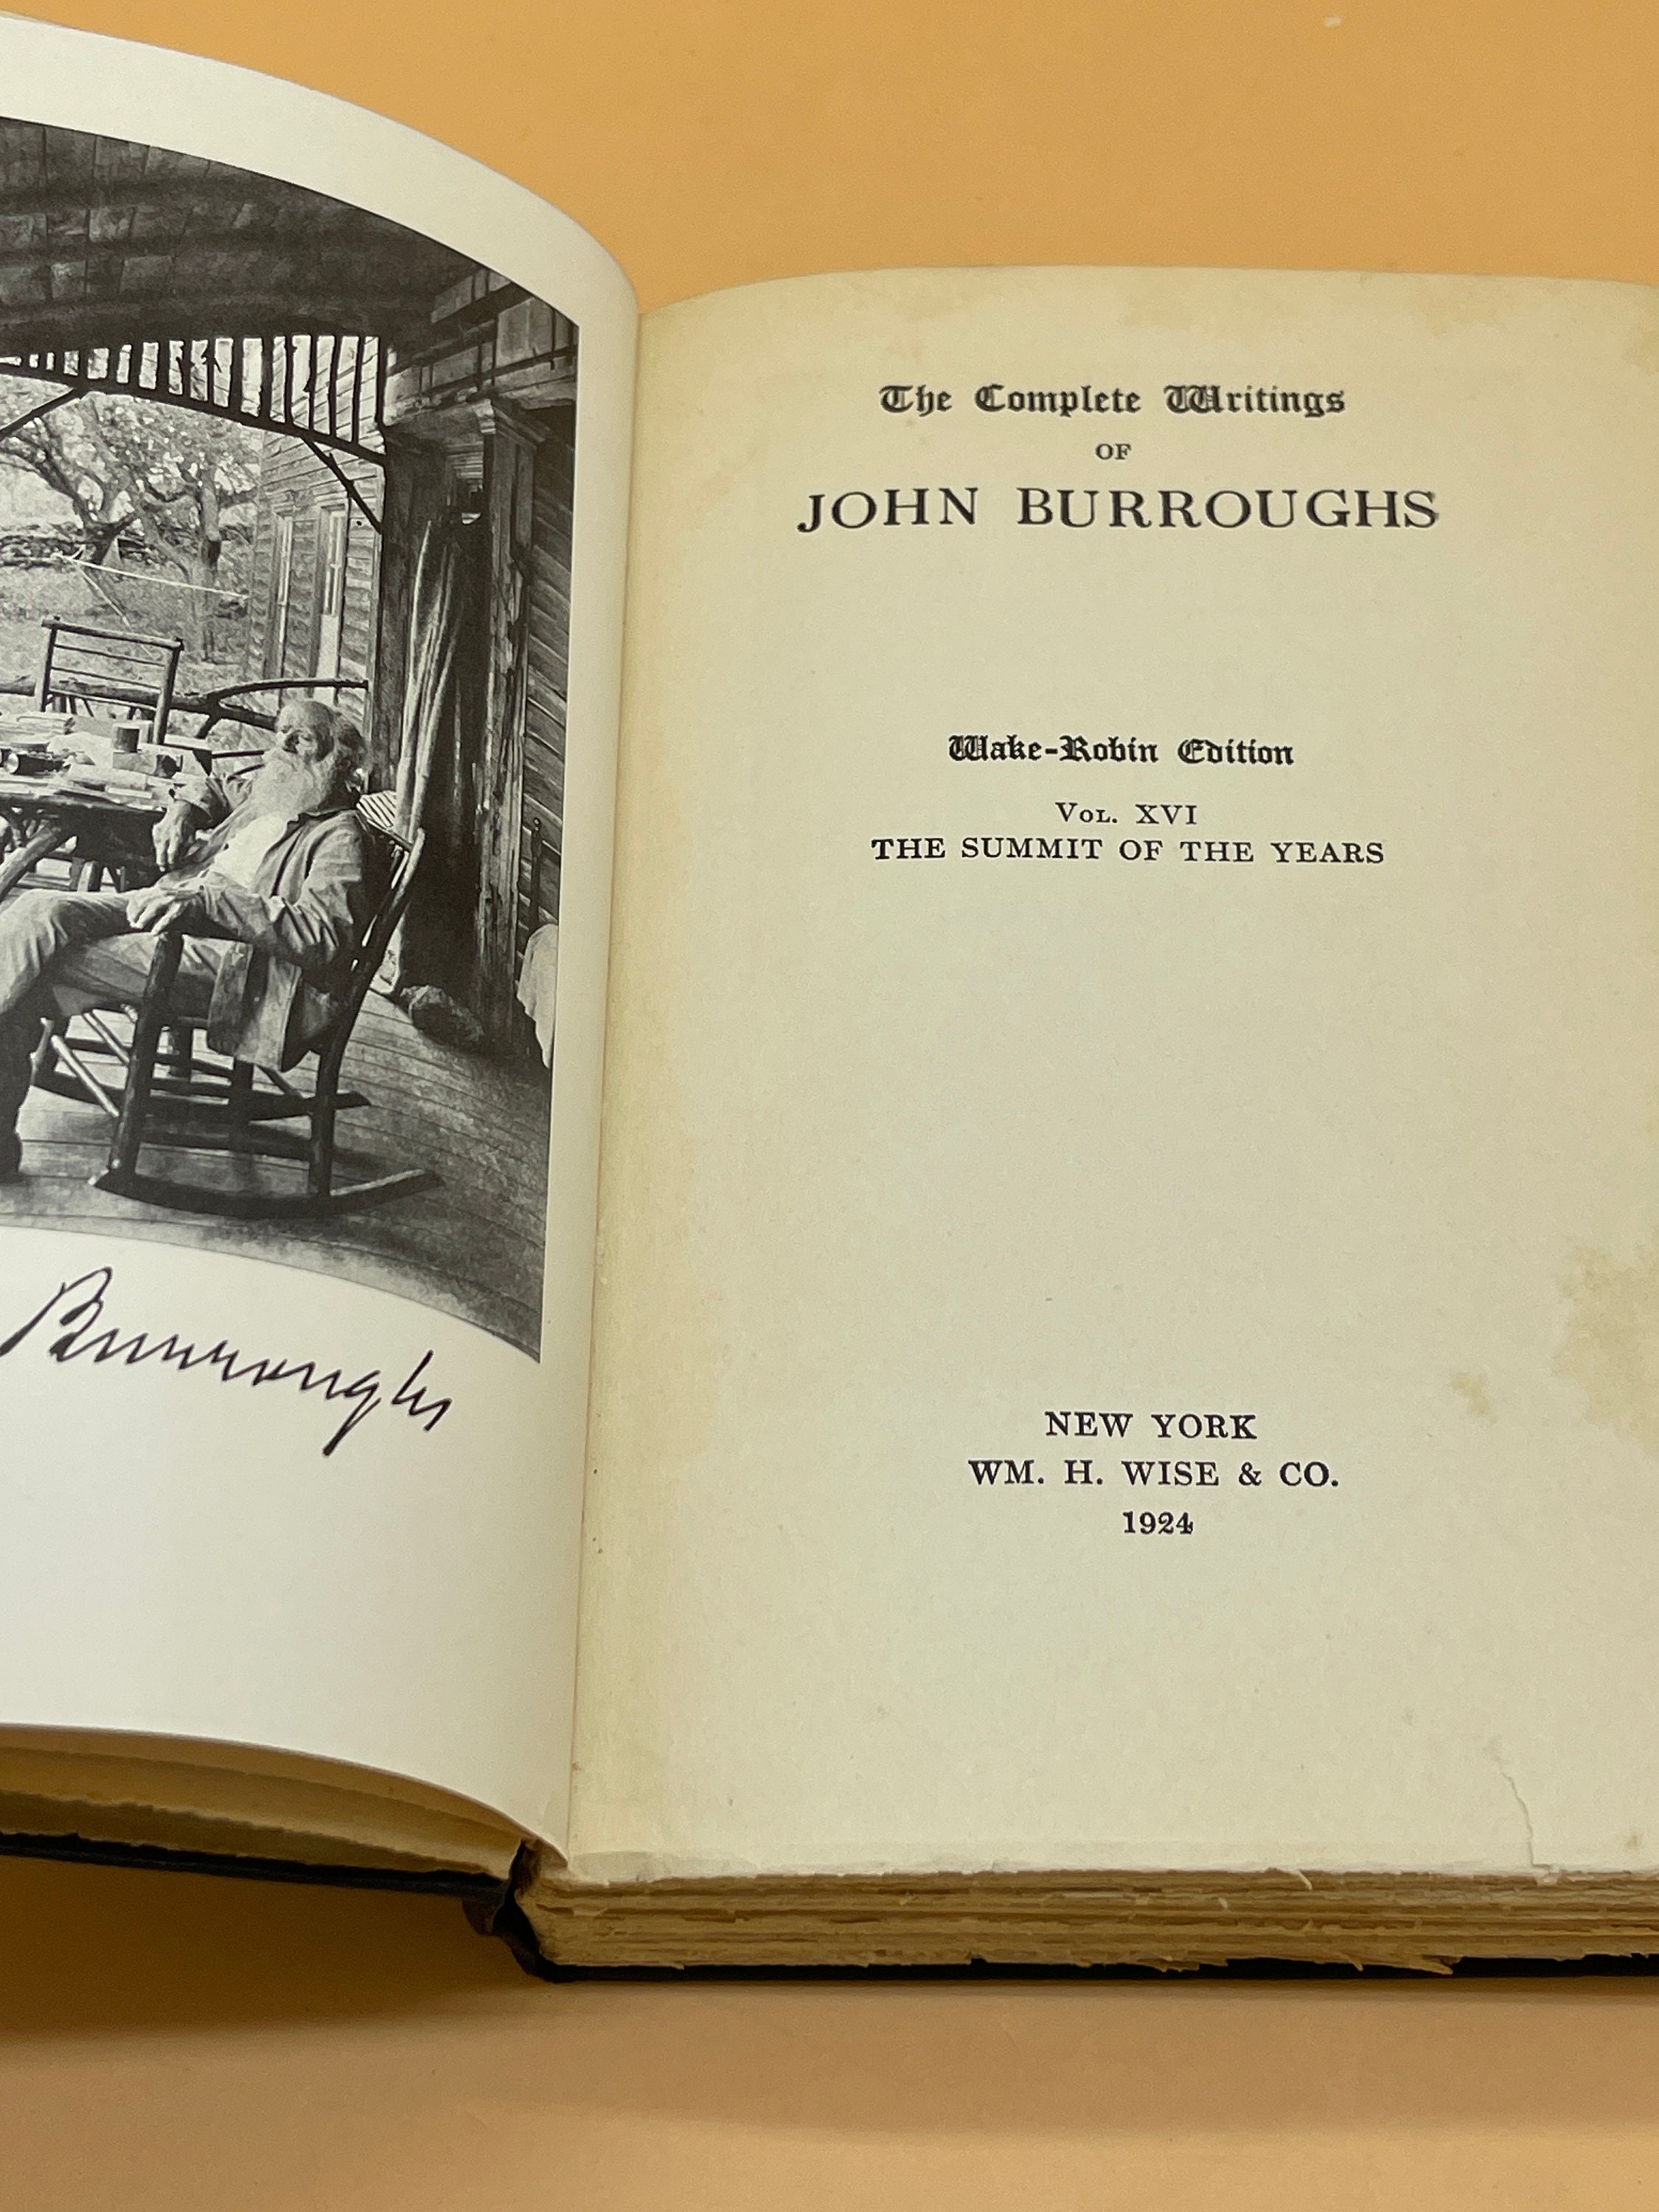 Burroughs
The Complete Writings
OF
JOHN BURROUGHS
Wake-Robin Edition
VOL. XVI
THE SUMMIT OF THE YEARS
NEW YORK
WM. H. WISE & CO.
1924